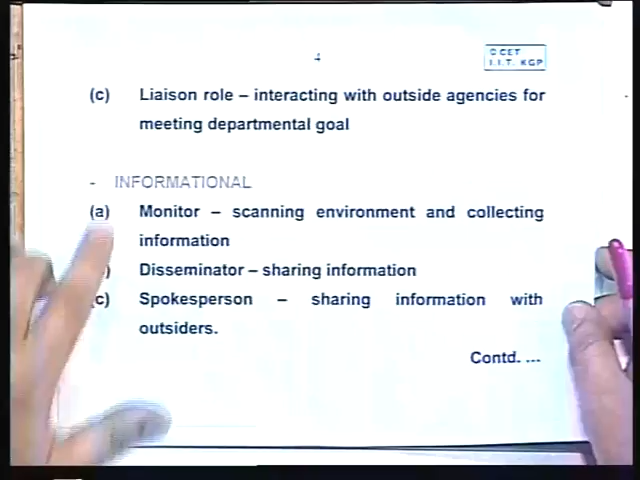 4
© CET
I.I.T. KGP
(c) Liaison role – interacting with outside agencies for
meeting departmental goal
- INFORMATIONAL
(a) Monitor – scanning environment and collecting
information
) Disseminator – sharing information
(c) Spokesperson – sharing information with
outsiders.
Contd. ...